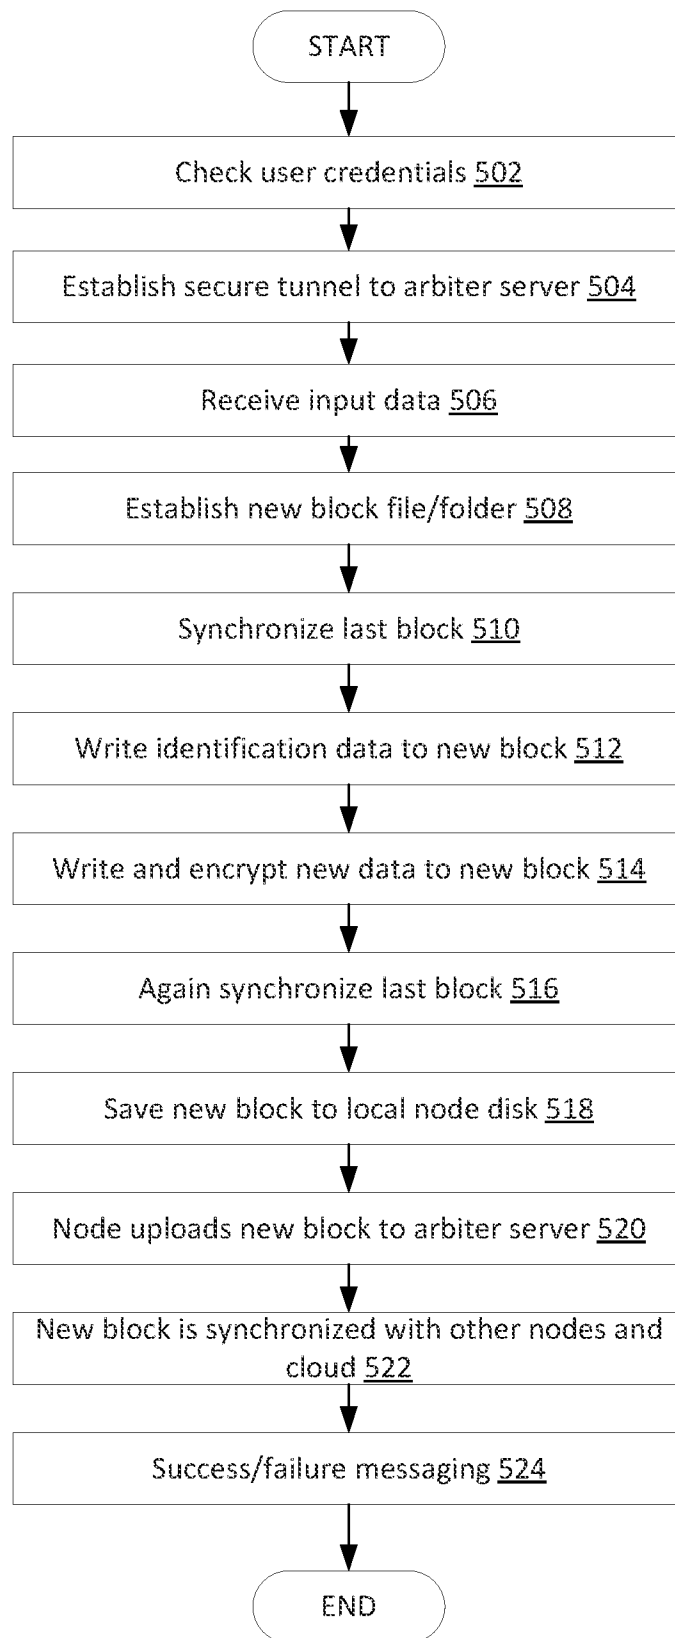 START
Check user credentials 502
Establish secure tunnel to arbiter server 504
Receive input data 506
Establish new block file/folder 508
Synchronize last block 510
Write identification data to new block 512
Write and encrypt new data to new block 514
Again synchronize last block 516
Save new block to local node disk 518
Node uploads new block to arbiter server 520
New block is synchronized with other nodes and
cloud 522
Success/failure messaging 524
END